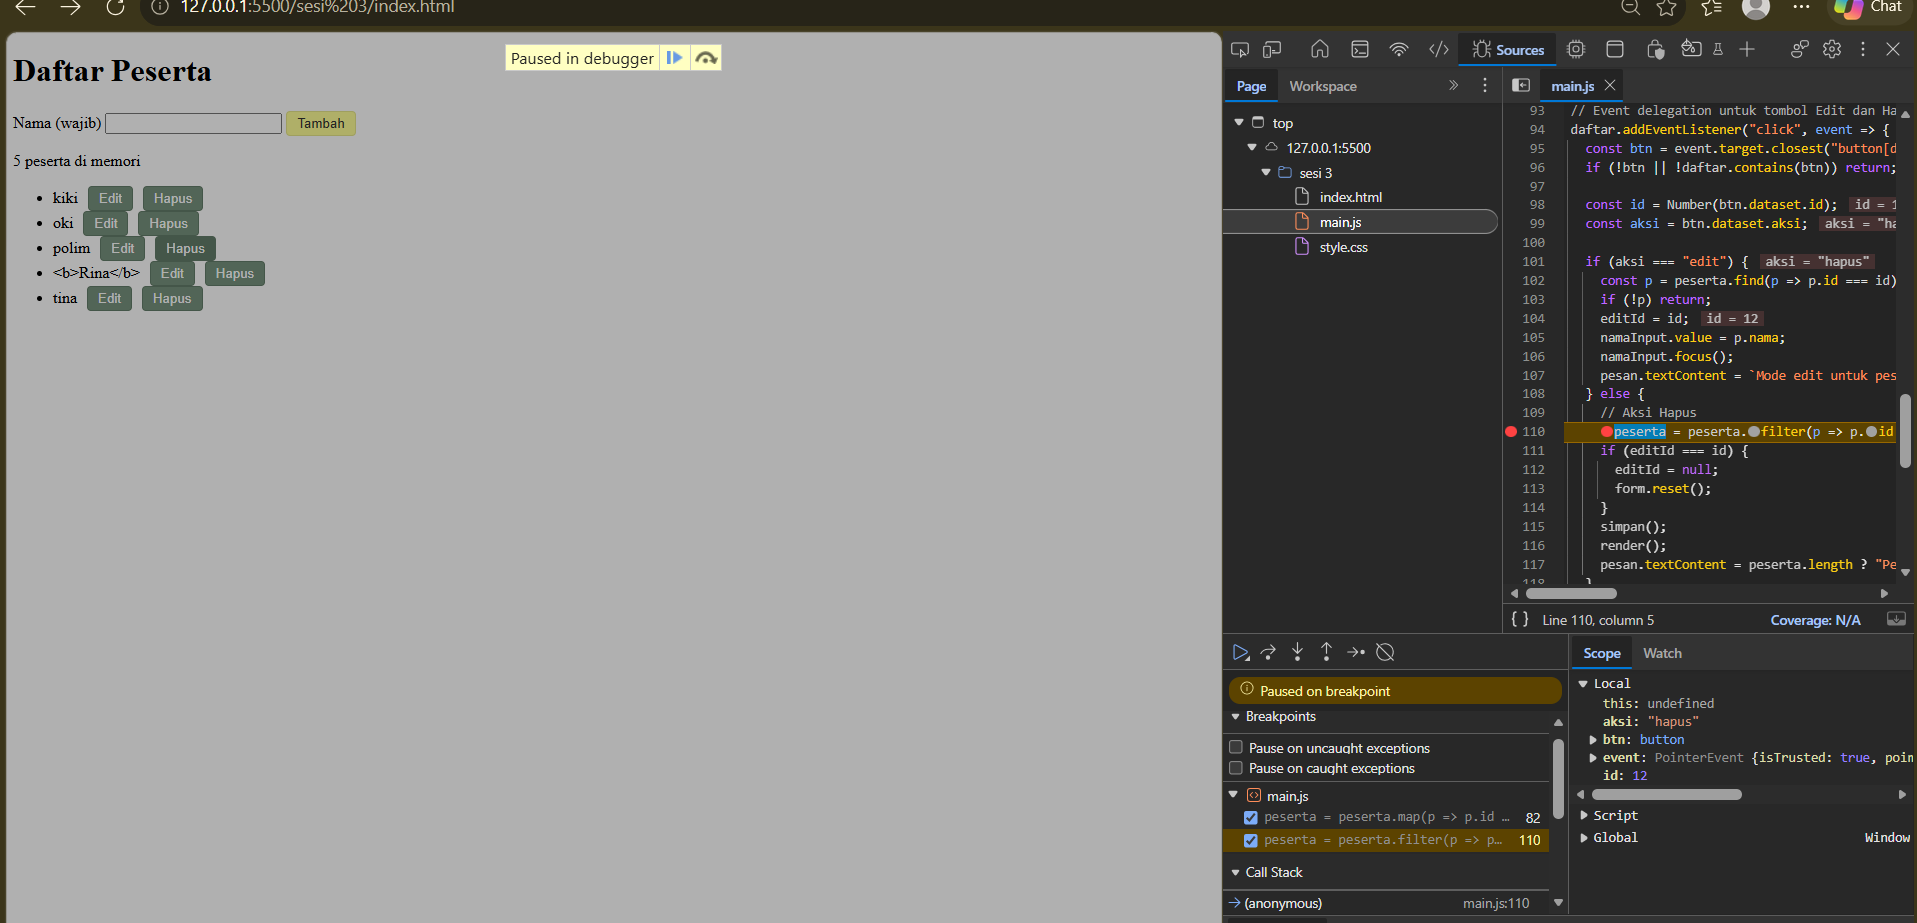 127.0.0.1:5500/sesi%203/index.html
Chat
Daftar Peserta
Paused in debugger
Nama (wajib)
Tambah
5 peserta di memori
kiki Edit Hapus
oki Edit Hapus
polim Edit Hapus
<b>Rina</b> Edit Hapus
tina Edit Hapus
Sources
Page Workspace
top
127.0.0.1:5500
sesi 3
index.html
main.js
style.css
main.js
93 // Event delegation untuk tombol Edit dan Ha
94 daftar.addEventListener("click", event => {
95 const btn = event.target.closest("button[d
96 if (!btn || !daftar.contains(btn)) return;
97
98 const id = Number(btn.dataset.id); id = 1
99 const aksi = btn.dataset.aksi; aksi = "ha
100
101 if (aksi === "edit") { aksi = "hapus"
102 const p = peserta.find(p => p.id === id)
103 if (!p) return;
104 editId = id; id = 12
105 namaInput.value = p.nama;
106 namaInput.focus();
107 pesan.textContent = `Mode edit untuk pes
108 } else {
109 // Aksi Hapus
110 peserta = peserta.filter(p => p.id
111 if (editId === id) {
112 editId = null;
113 form.reset();
114 }
115 simpan();
116 render();
117 pesan.textContent = peserta.length ? "Pe
118 }
{ } Line 110, column 5
Coverage: N/A
Paused on breakpoint
Breakpoints
Pause on uncaught exceptions
Pause on caught exceptions
main.js
peserta = peserta.map(p => p.id … 82
peserta = peserta.filter(p => p… 110
Call Stack
(anonymous) main.js:110
Scope Watch
Local
this: undefined
aksi: "hapus"
btn: button
event: PointerEvent {isTrusted: true, poin
id: 12
Script
Global Window